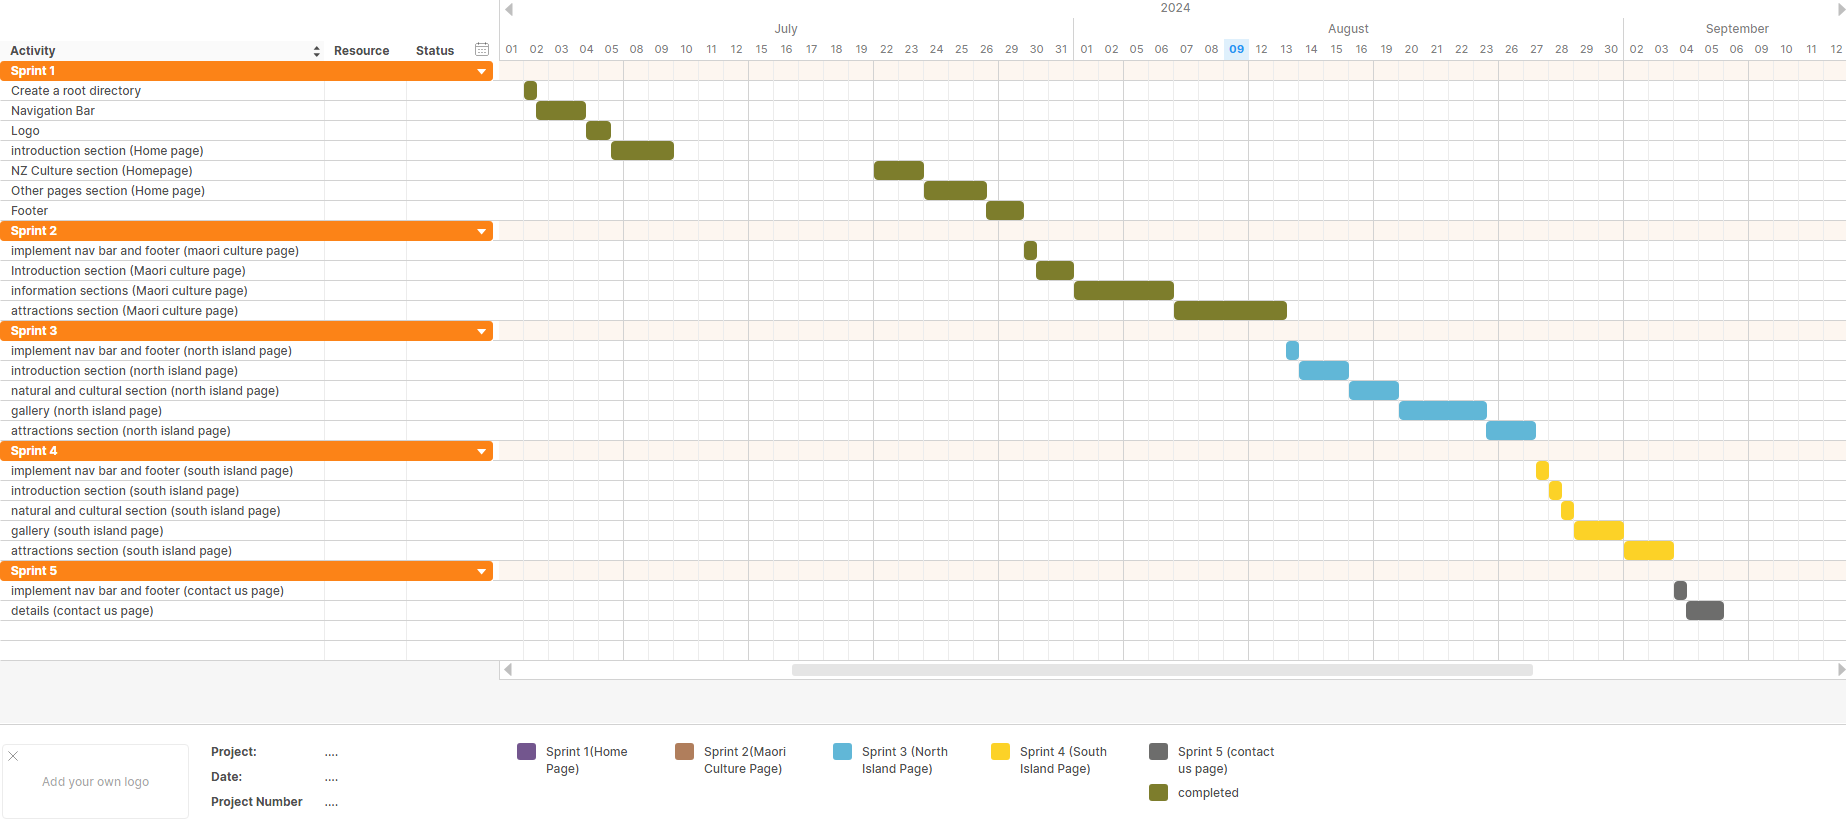 2024
July August September
Activity Resource Status 01 02 03 04 05 08 09 10 11 12 15 16 17 18 19 22 23 24 25 26 29 30 31 01 02 05 06 07 08 09 12 13 14 15 16 19 20 21 22 23 26 27 28 29 30 02 03 04 05 06 09 10 11 12
Sprint 1
Create a root directory
Navigation Bar
Logo
introduction section (Home page)
NZ Culture section (Homepage)
Other pages section (Home page)
Footer
Sprint 2
implement nav bar and footer (maori culture page)
Introduction section (Maori culture page)
information sections (Maori culture page)
attractions section (Maori culture page)
Sprint 3
implement nav bar and footer (north island page)
introduction section (north island page)
natural and cultural section (north island page)
gallery (north island page)
attractions section (north island page)
Sprint 4
implement nav bar and footer (south island page)
introduction section (south island page)
natural and cultural section (south island page)
gallery (south island page)
attractions section (south island page)
Sprint 5
implement nav bar and footer (contact us page)
details (contact us page)
Add your own logo
Project: ....
Date: ....
Project Number ....
Sprint 1(Home
Page)
Sprint 2(Maori
Culture Page)
Sprint 3 (North
Island Page)
Sprint 4 (South
Island Page)
Sprint 5 (contact
us page)
completed